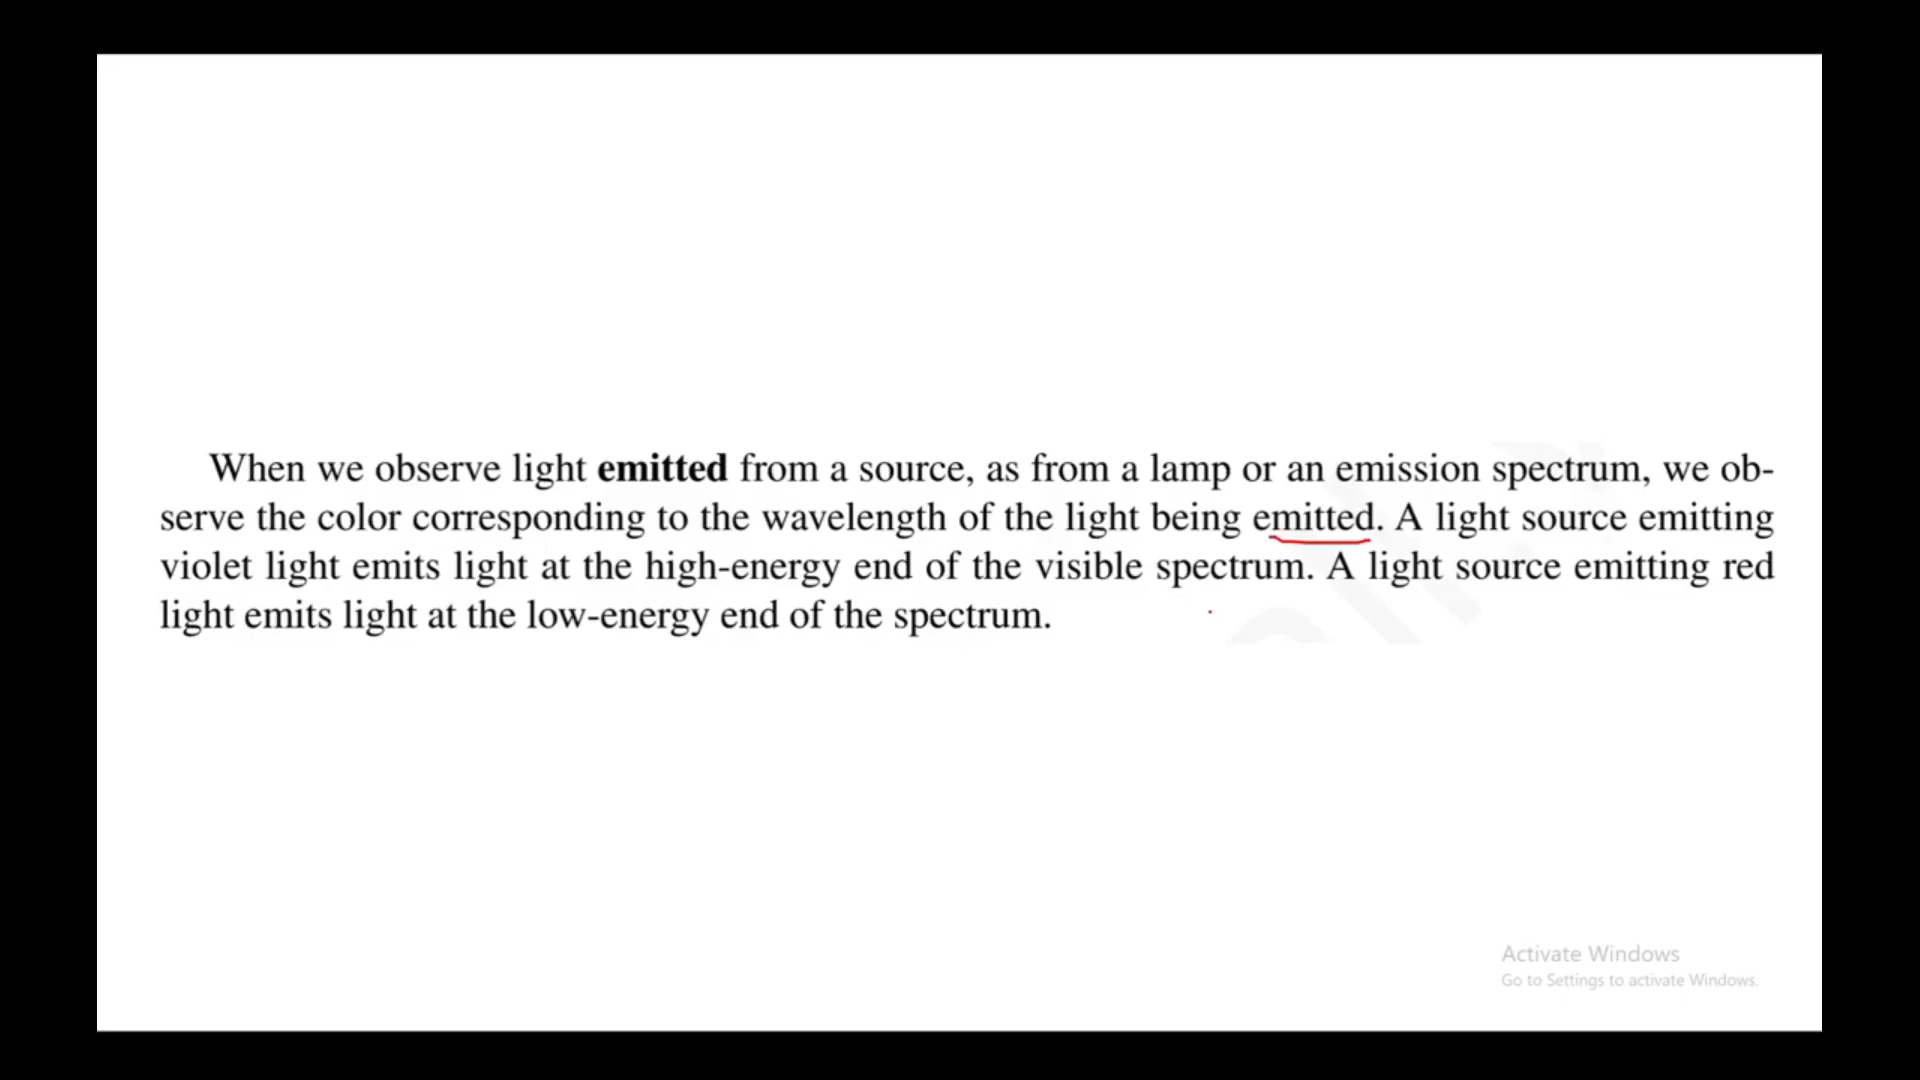 When we observe light emitted from a source, as from a lamp or an emission spectrum, we ob-
serve the color corresponding to the wavelength of the light being emitted. A light source emitting
violet light emits light at the high-energy end of the visible spectrum. A light source emitting red
light emits light at the low-energy end of the spectrum.
Activate Windows
Go to Settings to activate Windows.